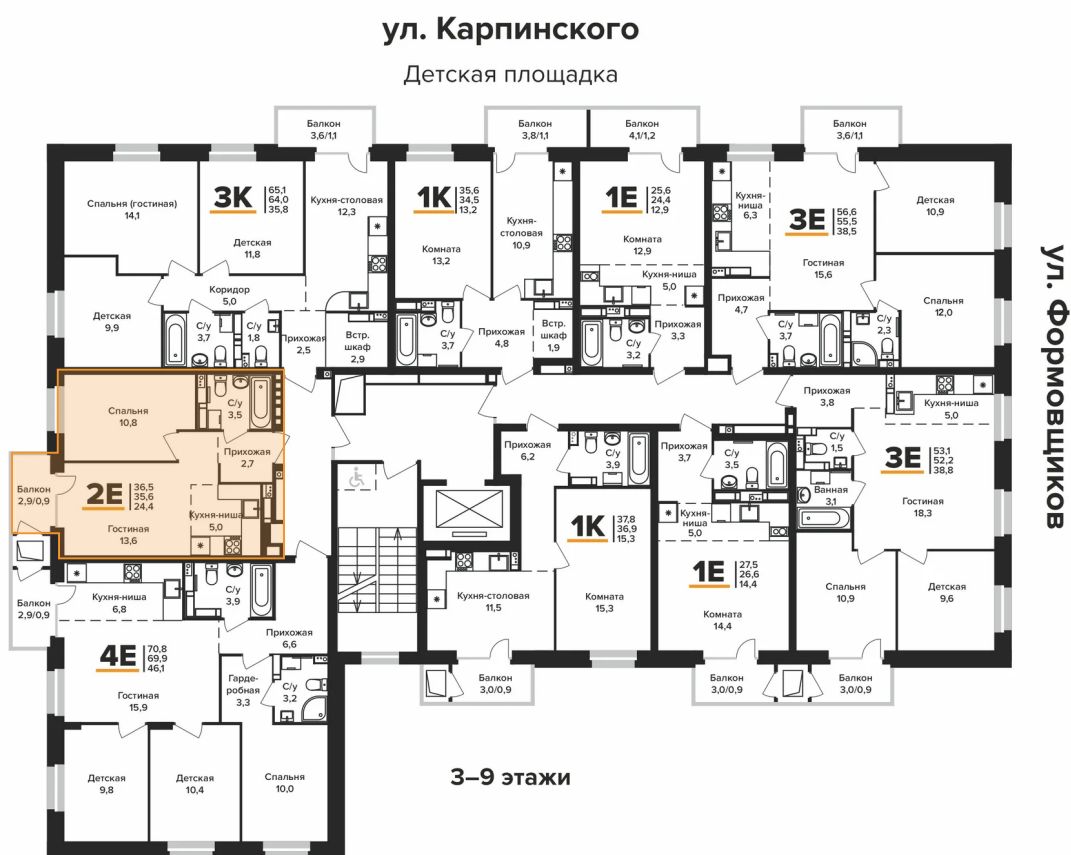 ул. Карпинского
Детская площадка
Балкон
3,6/1,1
Балкон
3,8/1,1
Балкон
4,1/1,2
Балкон
3,6/1,1
Спальня (гостиная)
14,1
3К
65,1
64,0
35,8
Детская
11,8
Кухня-столовая
12,3
1К
35,6
34,5
13,2
Комната
13,2
Кухня-
столовая
10,9
1Е
25,6
24,4
12,9
Комната
12,9
Кухня-ниша
5,0
Кухня-
ниша
6,3
3Е
56,6
55,5
38,5
Гостиная
15,6
Детская
10,9
Спальня
12,0
ул. Формовщиков
Детская
9,9
Коридор
5,0
С/у
3,7
С/у
1,8
Прихожая
2,5
Встр.
шкаф
2,9
С/у
3,7
Прихожая
4,8
Встр.
шкаф
1,9
С/у
3,2
Прихожая
3,3
Прихожая
4,7
С/у
3,7
С/у
2,3
Спальня
10,8
С/у
3,5
Прихожая
2,7
Балкон
2,9/0,9
2Е
36,5
35,6
24,4
Гостиная
13,6
Кухня-ниша
5,0
Прихожая
6,2
С/у
3,9
Прихожая
3,7
С/у
3,5
Прихожая
3,8
Кухня-ниша
5,0
С/у
1,5
3Е
53,1
52,2
38,8
Ванная
3,1
Гостиная
18,3
1К
37,8
36,9
15,3
Кухня-
ниша
5,0
1Е
27,5
26,6
14,4
Кухня-столовая
11,5
Комната
15,3
Комната
14,4
Спальня
10,9
Детская
9,6
Балкон
2,9/0,9
Кухня-ниша
6,8
С/у
3,9
Прихожая
6,6
4Е
70,8
69,9
46,1
Гостиная
15,9
Гарде-
робная
3,3
С/у
3,2
Балкон
3,0/0,9
Балкон
3,0/0,9
Балкон
3,0/0,9
Детская
9,8
Детская
10,4
Спальня
10,0
3–9 этажи